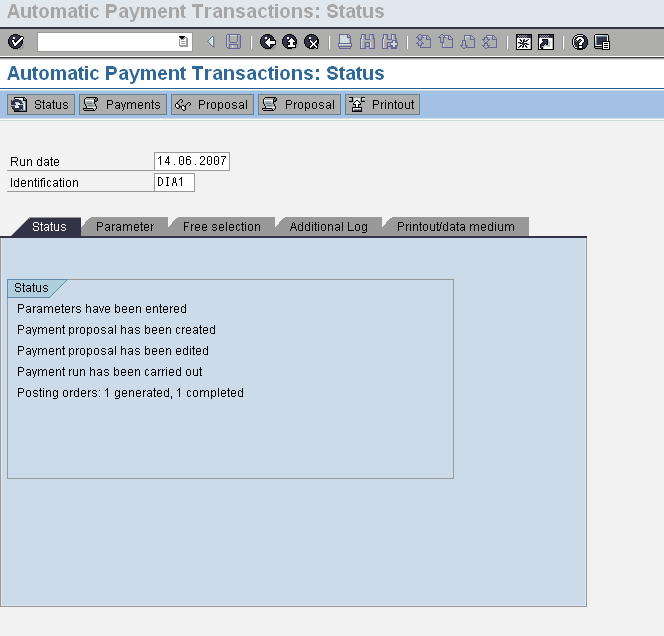 Automatic Payment Transactions: Status
Automatic Payment Transactions: Status
Status Payments Proposal Proposal Printout
Run date 14.06.2007
Identification DIA1
Status Parameter Free selection Additional Log Printout/data medium
Status
Parameters have been entered
Payment proposal has been created
Payment proposal has been edited
Payment run has been carried out
Posting orders: 1 generated, 1 completed